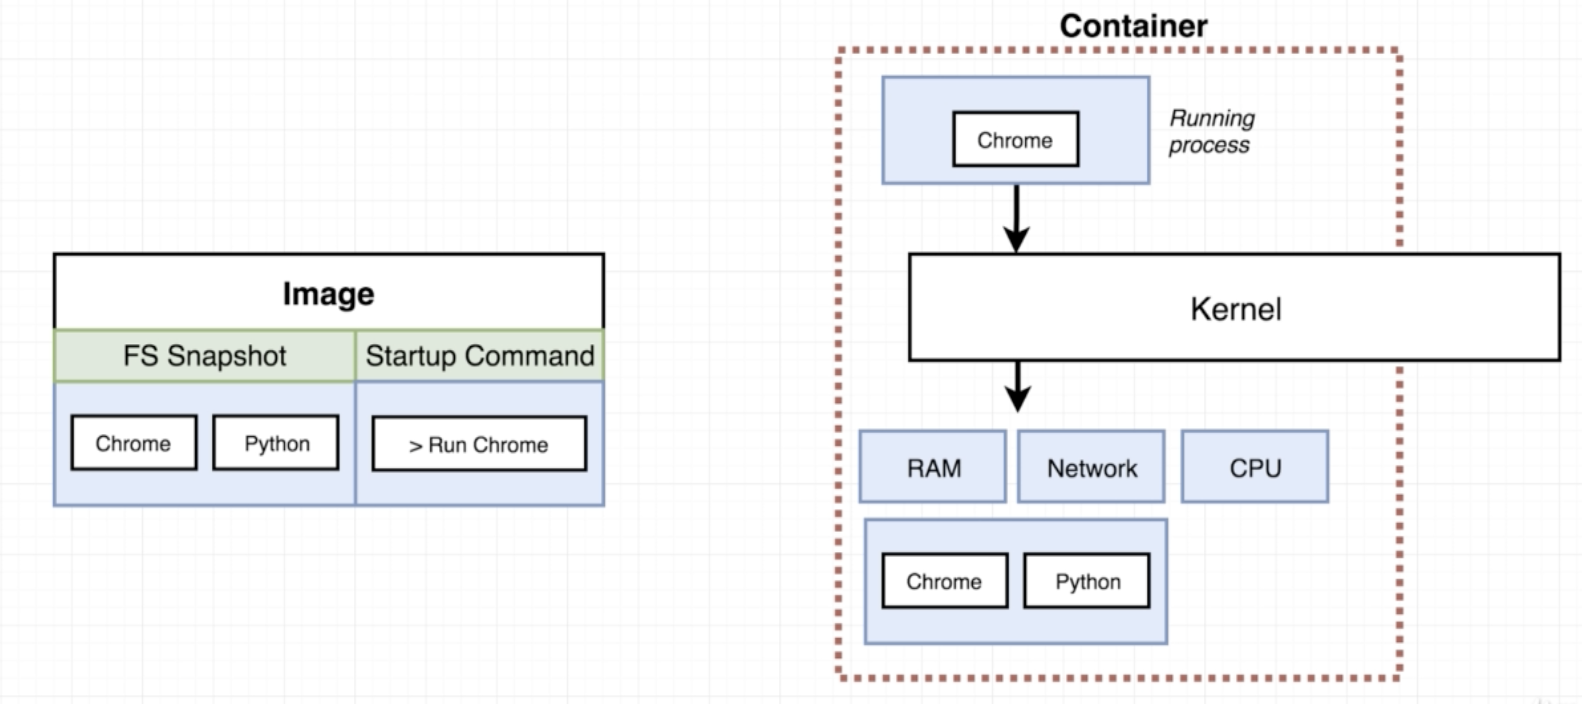 Container
Chrome
Running
process
Kernel
Image
FS Snapshot
Startup Command
Chrome
Python
> Run Chrome
RAM
Network
CPU
Chrome
Python